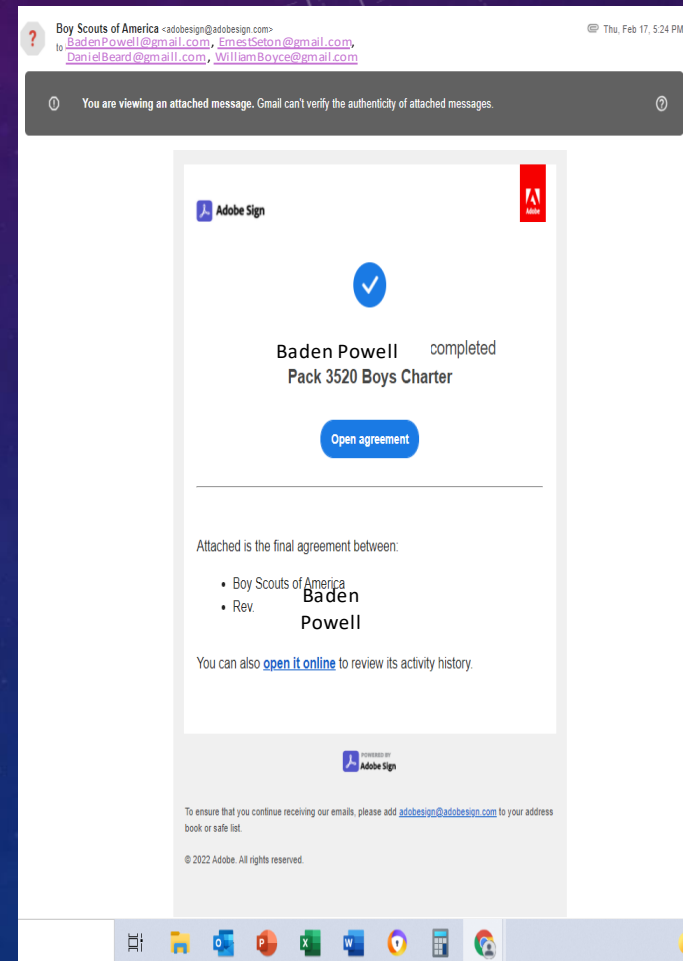 Boy Scouts of America <adobesign@adobesign.com>
Thu, Feb 17, 5:24 PM
to BadenPowell@gmail.com, ErnestSeton@gmail.com,
DanielBeard@gmaill.com, WilliamBoyce@gmail.com
You are viewing an attached message. Gmail can't verify the authenticity of attached messages.
Adobe Sign
Adobe
Baden Powell completed
Pack 3520 Boys Charter
Open agreement
Attached is the final agreement between:
• Boy Scouts of America
• Rev. Baden
Powell
You can also open it online to review its activity history.
POWERED BY
Adobe Sign
To ensure that you continue receiving our emails, please add adobesign@adobesign.com to your address
book or safe list.
© 2022 Adobe. All rights reserved.